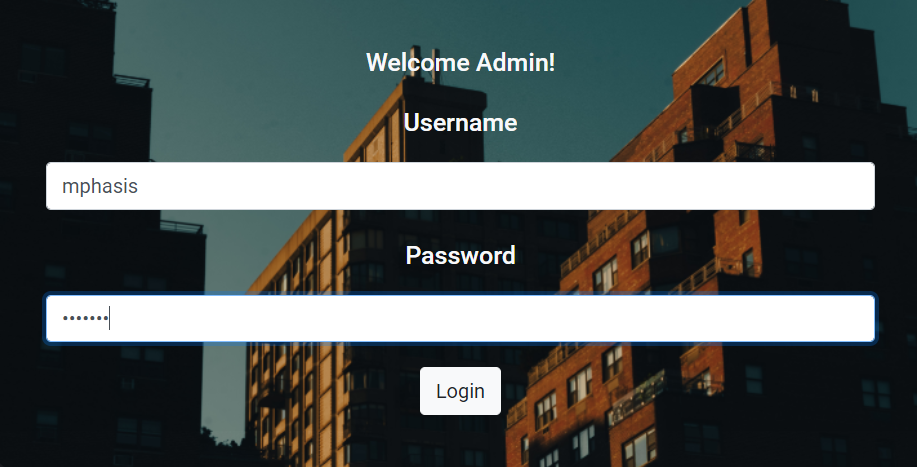 Welcome Admin!
Username
mphasis
Password
•••••••
Login